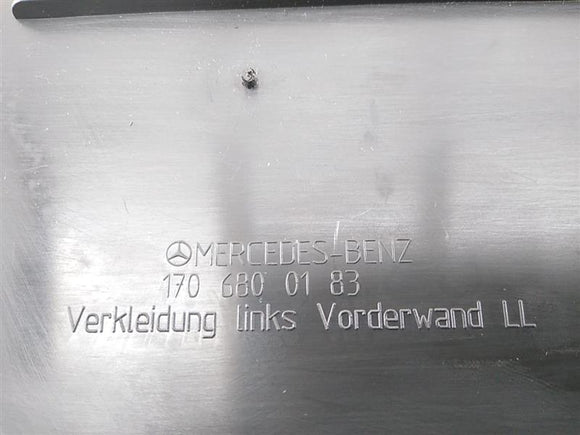 MERCEDES-BENZ
170 680 01 83
Verkleidung links Vorderwand LL